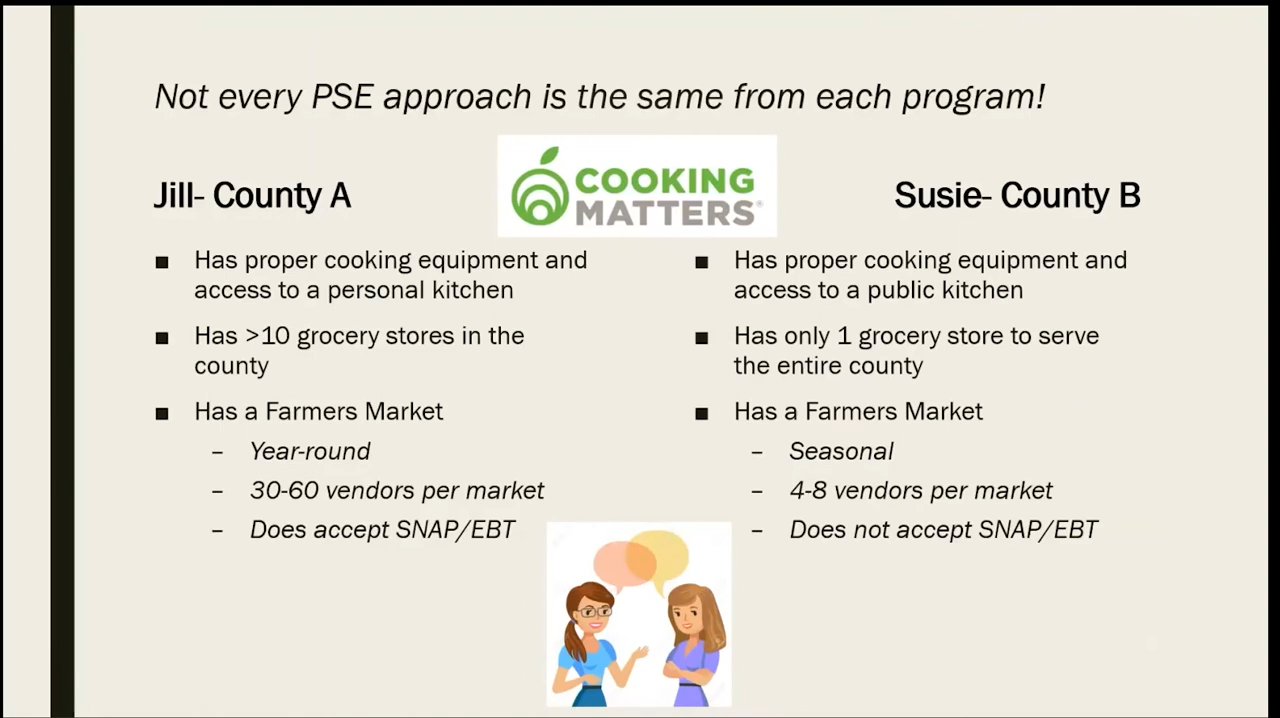 Not every PSE approach is the same from each program!
COOKING
MATTERS®
Jill- County A
■ Has proper cooking equipment and
access to a personal kitchen
■ Has >10 grocery stores in the
county
■ Has a Farmers Market
– Year-round
– 30-60 vendors per market
– Does accept SNAP/EBT
Susie- County B
■ Has proper cooking equipment and
access to a public kitchen
■ Has only 1 grocery store to serve
the entire county
■ Has a Farmers Market
– Seasonal
– 4-8 vendors per market
– Does not accept SNAP/EBT